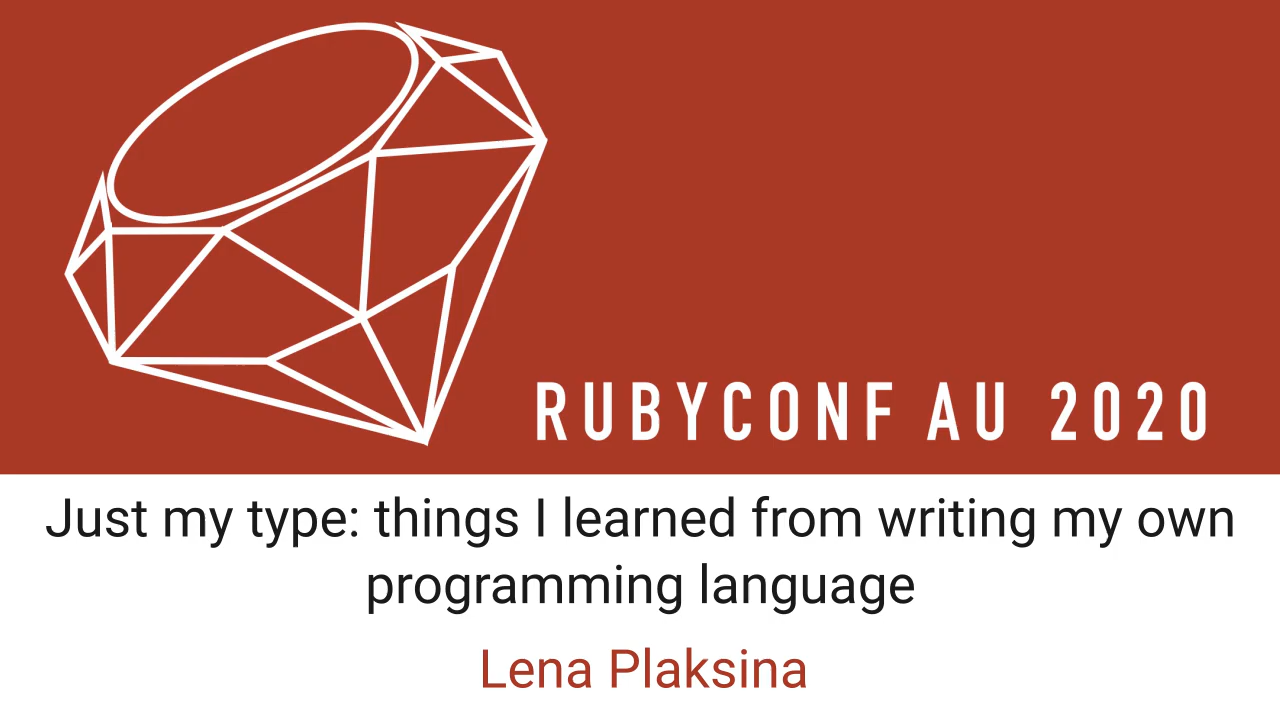 RUBYCONF AU 2020
Just my type: things I learned from writing my own
programming language
Lena Plaksina